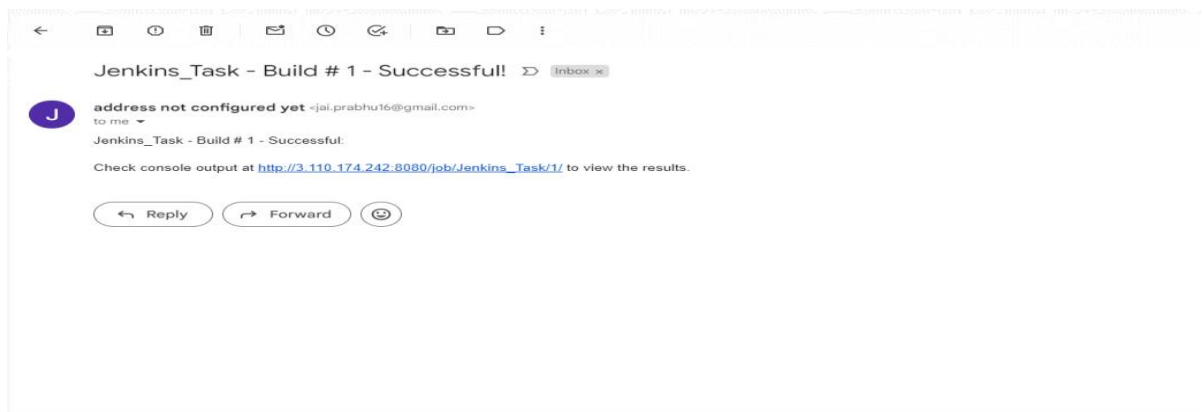 Jenkins_Task - Build # 1 - Successful! Inbox x
J
address not configured yet <jai.prabhu16@gmail.com>
to me
Jenkins_Task - Build # 1 - Successful:
Check console output at http://3.110.174.242:8080/job/Jenkins_Task/1/ to view the results.
Reply Forward